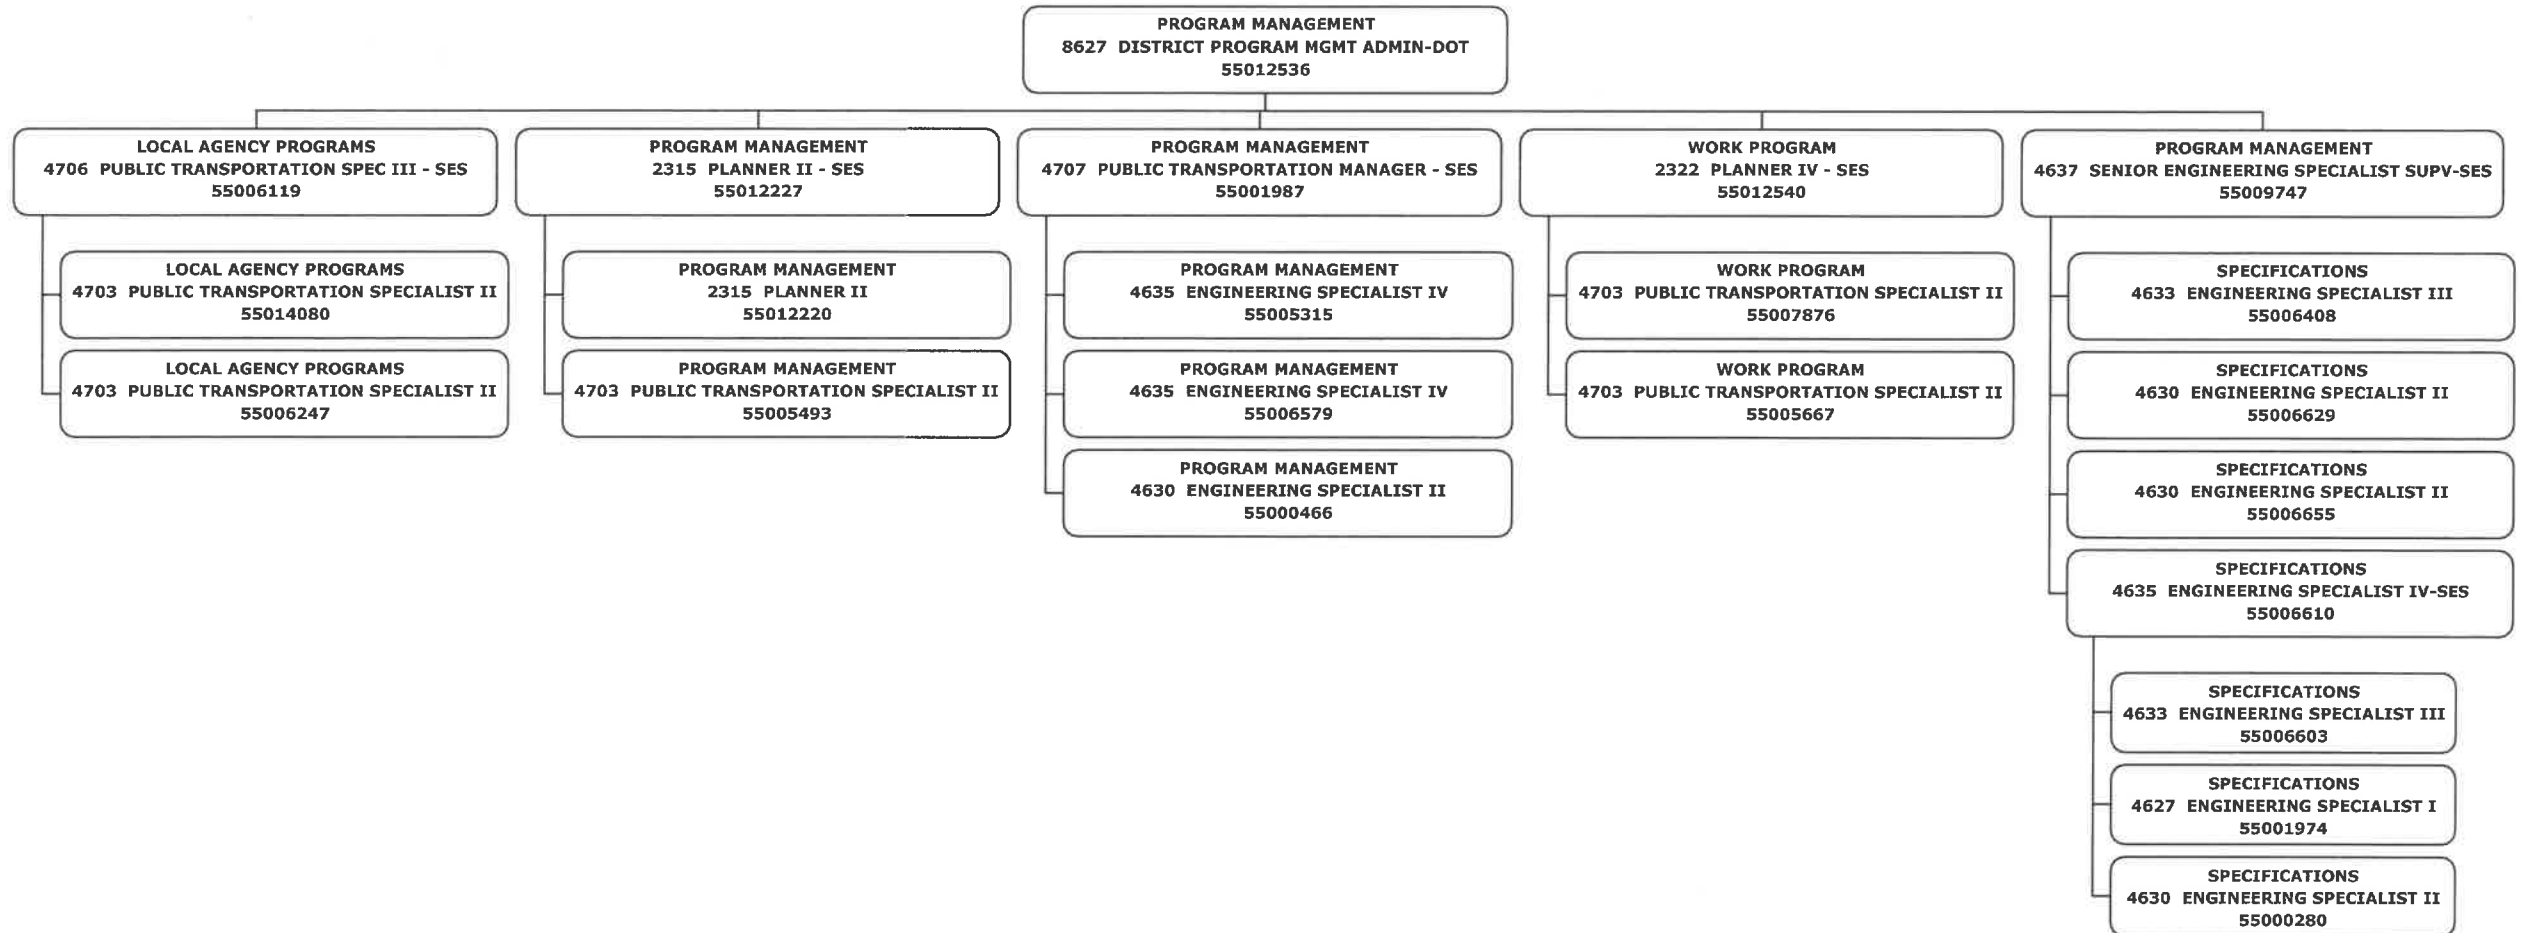 PROGRAM MANAGEMENT
8627 DISTRICT PROGRAM MGMT ADMIN-DOT
55012536
LOCAL AGENCY PROGRAMS
4706 PUBLIC TRANSPORTATION SPEC III - SES
55006119
LOCAL AGENCY PROGRAMS
4703 PUBLIC TRANSPORTATION SPECIALIST II
55014080
LOCAL AGENCY PROGRAMS
4703 PUBLIC TRANSPORTATION SPECIALIST II
55006247
PROGRAM MANAGEMENT
2315 PLANNER II - SES
55012227
PROGRAM MANAGEMENT
2315 PLANNER II
55012220
PROGRAM MANAGEMENT
4703 PUBLIC TRANSPORTATION SPECIALIST II
55005493
PROGRAM MANAGEMENT
4707 PUBLIC TRANSPORTATION MANAGER - SES
55001987
PROGRAM MANAGEMENT
4635 ENGINEERING SPECIALIST IV
55005315
PROGRAM MANAGEMENT
4635 ENGINEERING SPECIALIST IV
55006579
PROGRAM MANAGEMENT
4630 ENGINEERING SPECIALIST II
55000466
WORK PROGRAM
2322 PLANNER IV - SES
55012540
WORK PROGRAM
4703 PUBLIC TRANSPORTATION SPECIALIST II
55007876
WORK PROGRAM
4703 PUBLIC TRANSPORTATION SPECIALIST II
55005667
PROGRAM MANAGEMENT
4637 SENIOR ENGINEERING SPECIALIST SUPV-SES
55009747
SPECIFICATIONS
4633 ENGINEERING SPECIALIST III
55006408
SPECIFICATIONS
4630 ENGINEERING SPECIALIST II
55006629
SPECIFICATIONS
4630 ENGINEERING SPECIALIST II
55006655
SPECIFICATIONS
4635 ENGINEERING SPECIALIST IV-SES
55006610
SPECIFICATIONS
4633 ENGINEERING SPECIALIST III
55006603
SPECIFICATIONS
4627 ENGINEERING SPECIALIST I
55001974
SPECIFICATIONS
4630 ENGINEERING SPECIALIST II
55000280